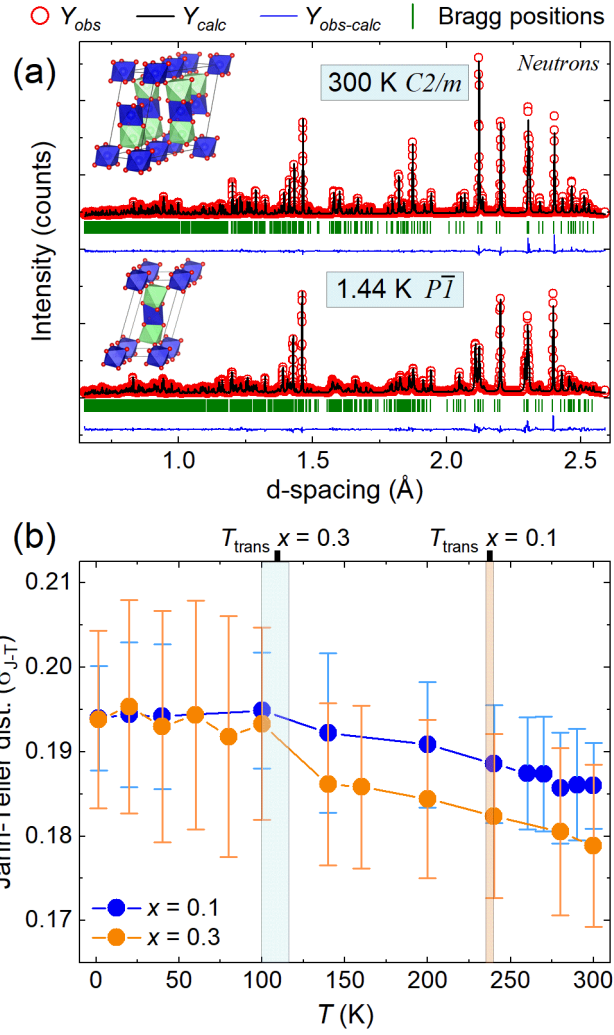 Y_obs Y_calc Y_obs-calc Bragg positions
(a)
300 K C2/m
Neutrons
Intensity (counts)
1.44 K P1̅
1.0 1.5 2.0 2.5
d-spacing (Å)
(b)
T_trans x = 0.3
T_trans x = 0.1
0.21
0.20
0.19
0.18
0.17
Jahn-Teller dist. (σ_J-T)
x = 0.1
x = 0.3
0 50 100 150 200 250 300
T (K)